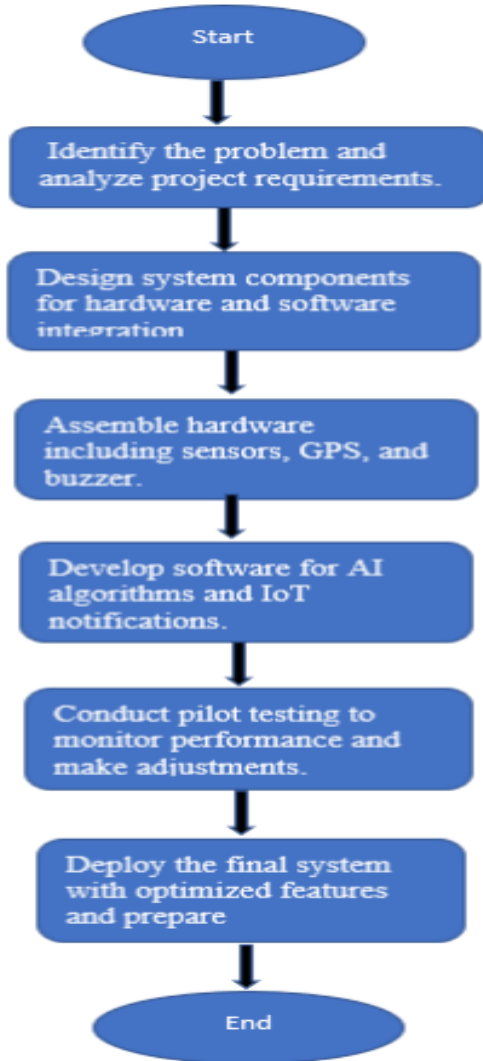 Start
Identify the problem and
analyze project requirements.
Design system components
for hardware and software
integration
Assemble hardware
including sensors, GPS, and
buzzer.
Develop software for AI
algorithms and IoT
notifications.
Conduct pilot testing to
monitor performance and
make adjustments.
Deploy the final system
with optimized features
and prepare
End